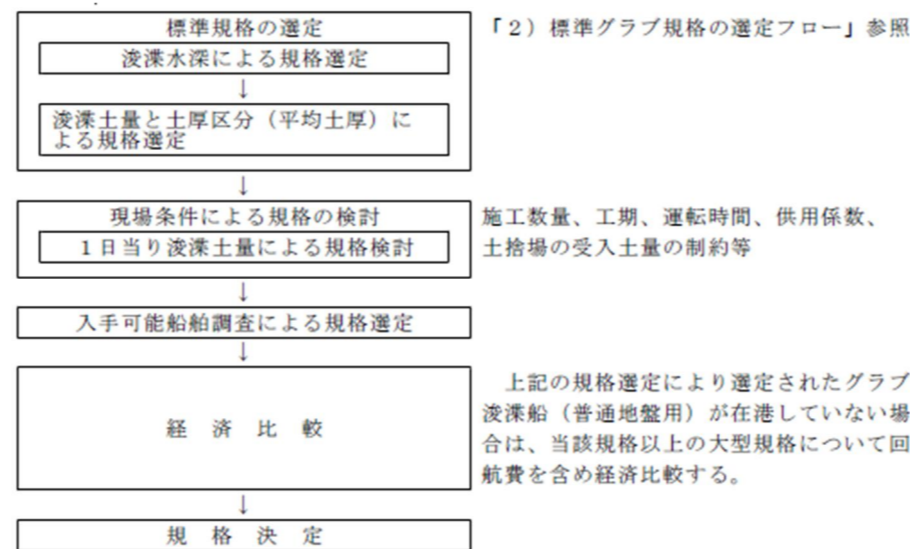 標準規格の選定
「2)標準グラブ規格の選定フロー」参照
浚渫水深による規格選定
↓
浚渫土量と土厚区分(平均土厚)に
よる規格選定
↓
現場条件による規格の検討
施工数量、工期、運転時間、供用係数、
1日当り浚渫土量による規格検討
土捨場の受入土量の制約等
↓
入手可能船舶調査による規格選定
↓
上記の規格選定により選定されたグラブ
浚渫船(普通地盤用)が在港していない場
合は、当該規格以上の大型規格について回
航費を含め経済比較する。
経 済 比 較
↓
規 格 決 定